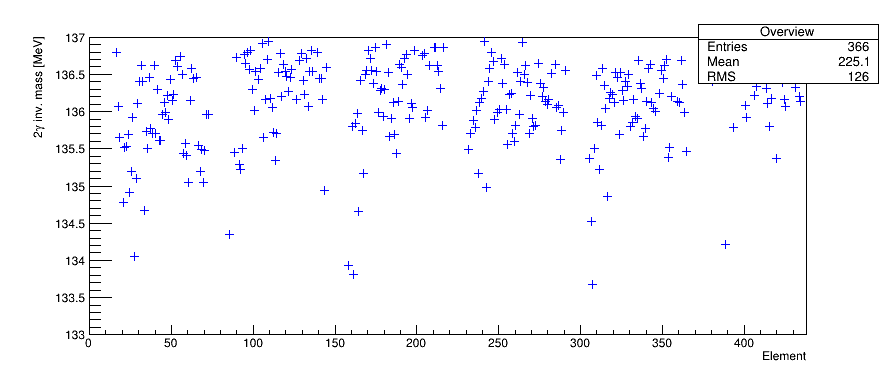 Overview
Entries 366
Mean 225.1
RMS 126
2γ inv. mass [MeV]
137
136.5
136
135.5
135
134.5
134
133.5
133
0 50 100 150 200 250 300 350 400
Element